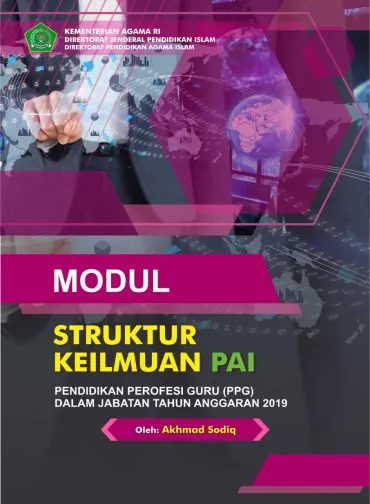 KEMENTERIAN AGAMA RI
DIREKTORAT JENDERAL PENDIDIKAN ISLAM
DIREKTORAT PENDIDIKAN AGAMA ISLAM
MODUL
STRUKTUR
KEILMUAN PAI
PENDIDIKAN PEROFESI GURU (PPG)
DALAM JABATAN TAHUN ANGGARAN 2019
Oleh: Akhmad Sodiq